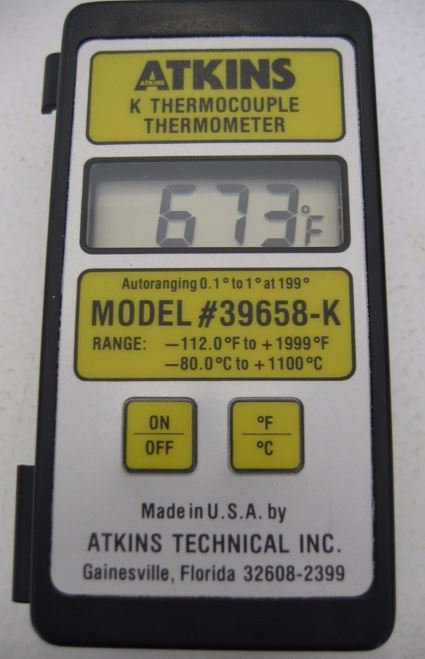 ATKINS
ATKINS
K THERMOCOUPLE
THERMOMETER
673°F
Autoranging 0.1° to 1° at 199°
MODEL #39658-K
RANGE: –112.0°F to +1999°F
–80.0°C to +1100°C
ON
OFF
°F
°C
Made in U.S.A. by
ATKINS TECHNICAL INC.
Gainesville, Florida 32608-2399